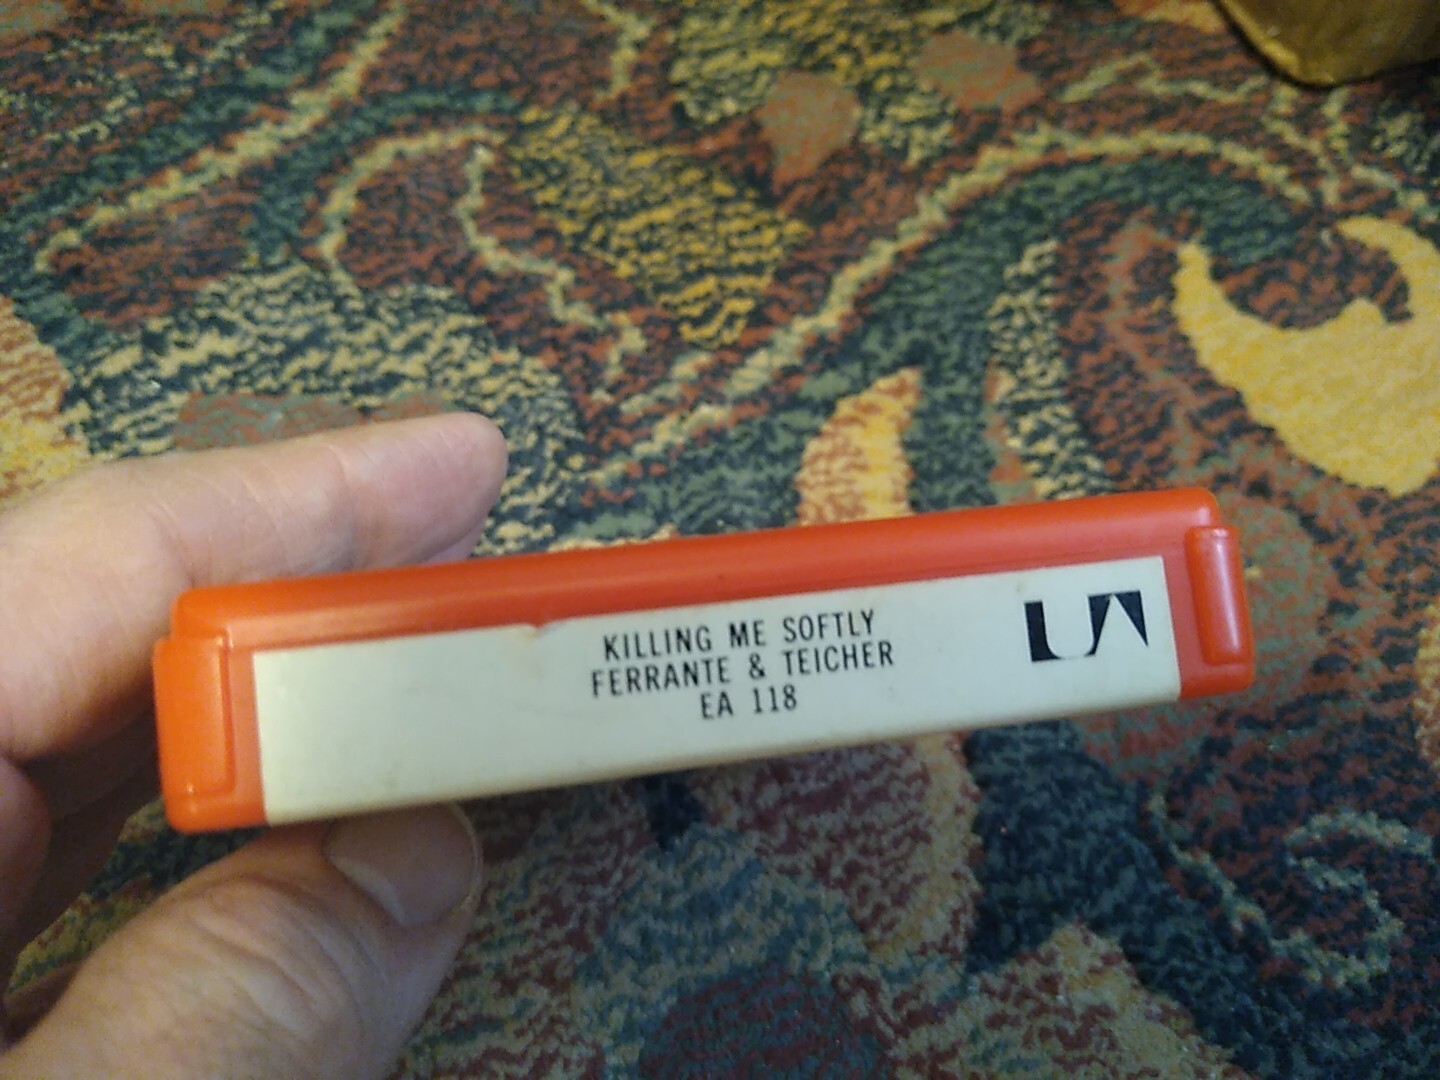 KILLING ME SOFTLY
FERRANTE & TEICHER
EA 118
UA